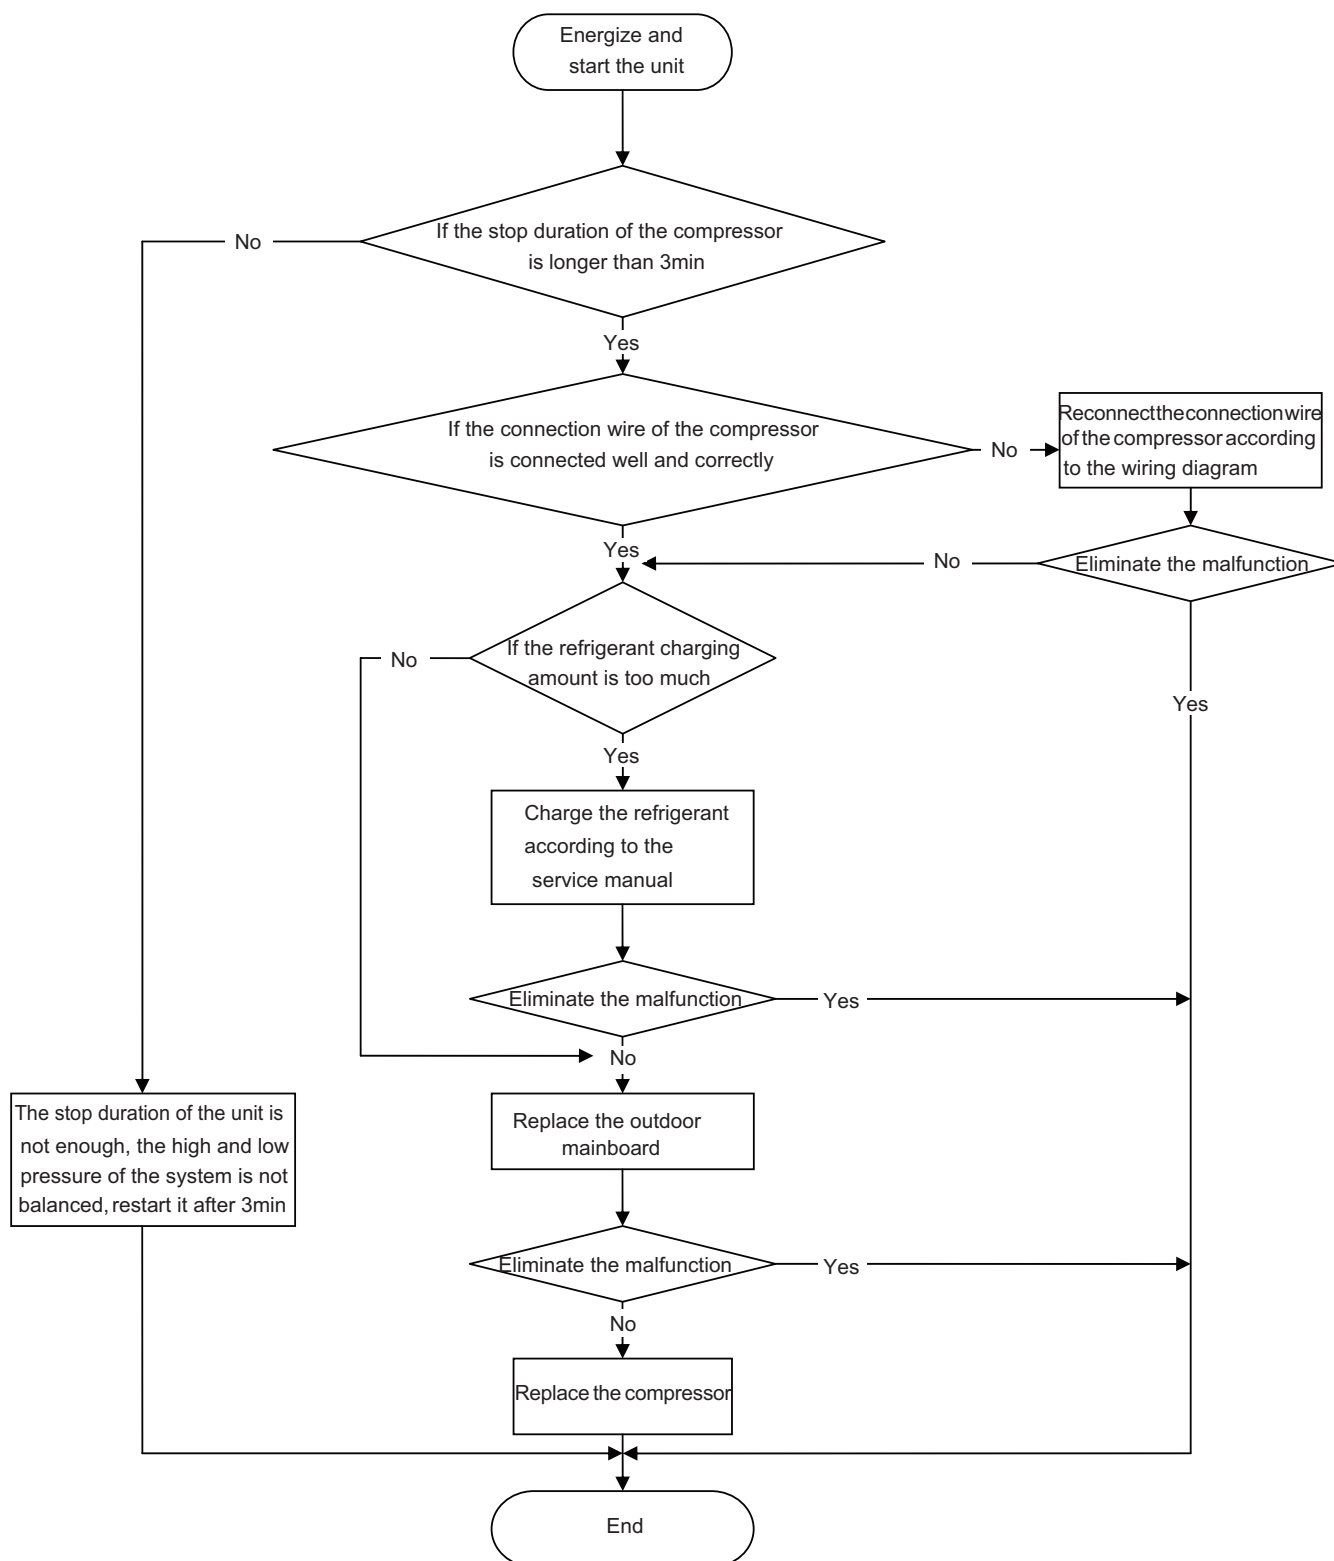 Energize and
start the unit
If the stop duration of the compressor
is longer than 3min
No
Yes
If the connection wire of the compressor
is connected well and correctly
No
Reconnect the connection wire
of the compressor according
to the wiring diagram
Yes
No
Eliminate the malfunction
If the refrigerant charging
amount is too much
No
Yes
Yes
Charge the refrigerant
according to the
service manual
Eliminate the malfunction
Yes
No
The stop duration of the unit is
not enough, the high and low
pressure of the system is not
balanced, restart it after 3min
Replace the outdoor
mainboard
Eliminate the malfunction
Yes
No
Replace the compressor
End